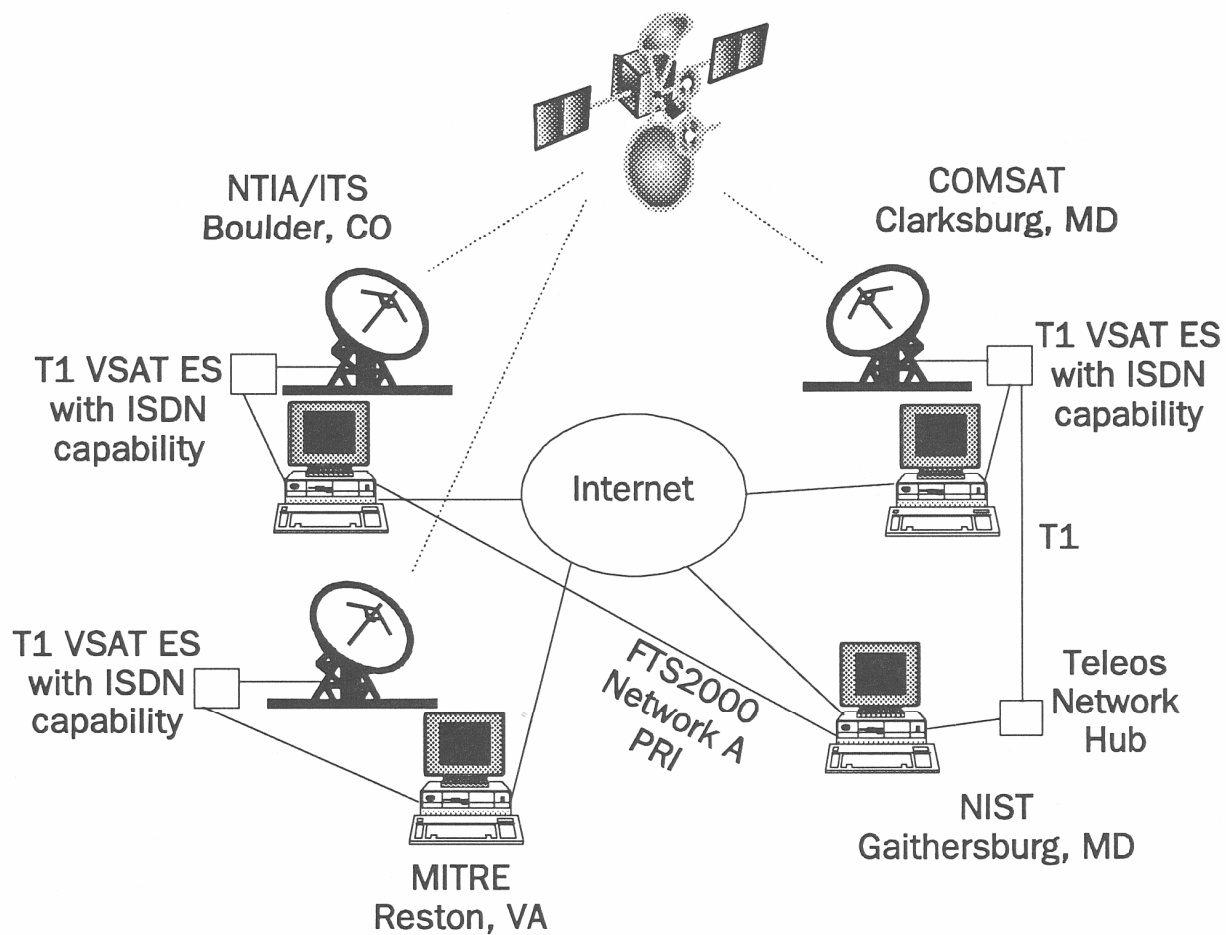 NTIA/ITS
Boulder, CO
COMSAT
Clarksburg, MD
T1 VSAT ES
with ISDN
capability
T1 VSAT ES
with ISDN
capability
Internet
T1
T1 VSAT ES
with ISDN
capability
FTS2000
Network A
PRI
Teleos
Network
Hub
NIST
Gaithersburg, MD
MITRE
Reston, VA